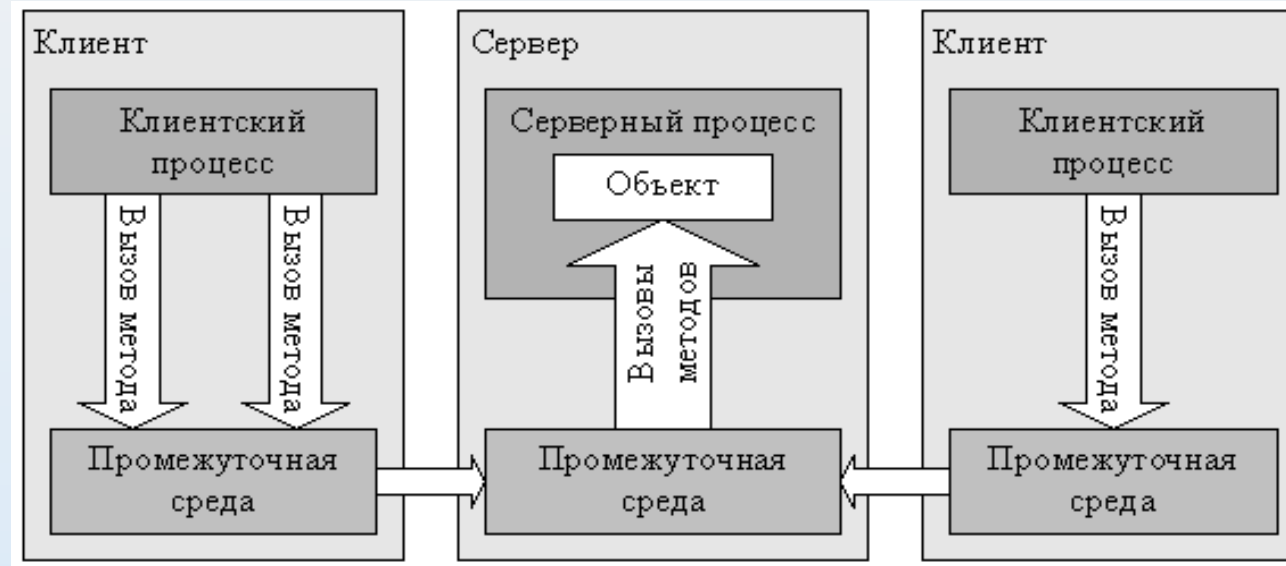 Клиент
Клиентский
процесс
Вызов метода
Вызов метода
Промежуточная
среда
Сервер
Серверный процесс
Объект
Вызовы
методов
Промежуточная
среда
Клиент
Клиентский
процесс
Вызов метода
Промежуточная
среда